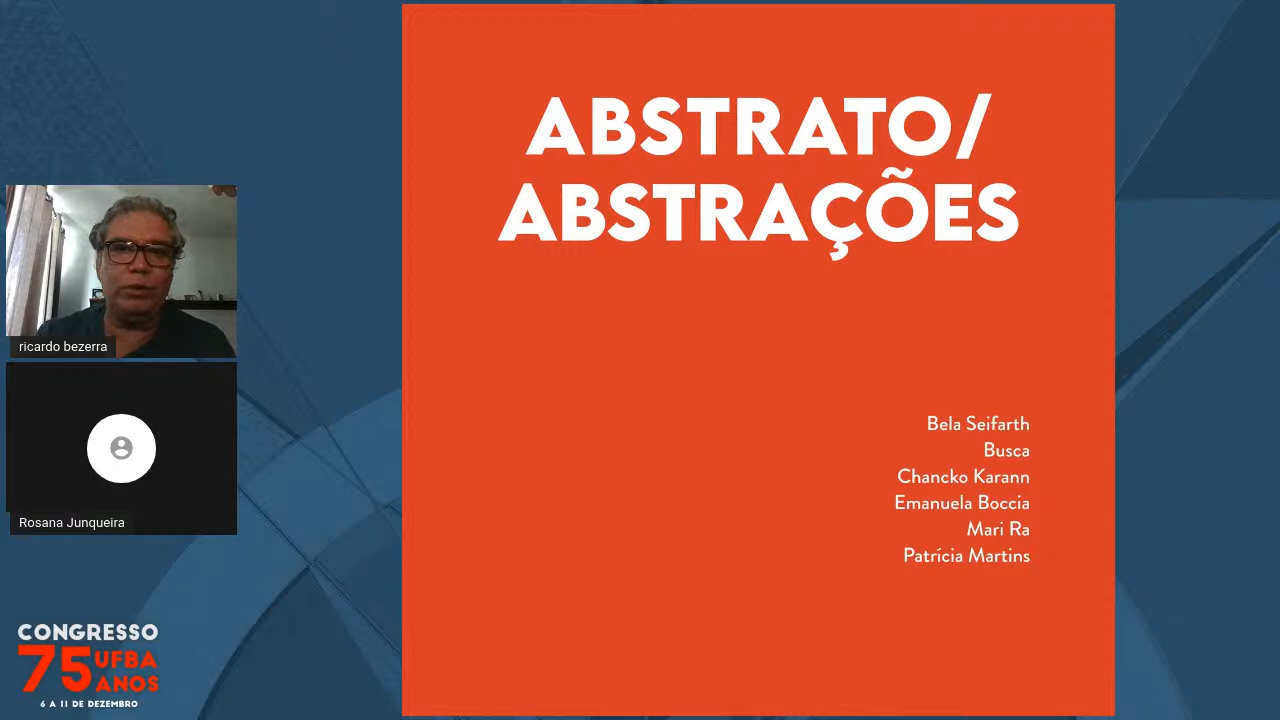 ABSTRATO/
ABSTRAÇÕES
Bela Seifarth
Busca
Chancko Karann
Emanuela Boccia
Mari Ra
Patrícia Martins
ricardo bezerra
Rosana Junqueira
CONGRESSO
75 UFBA
ANOS
6 A 11 DE DEZEMBRO